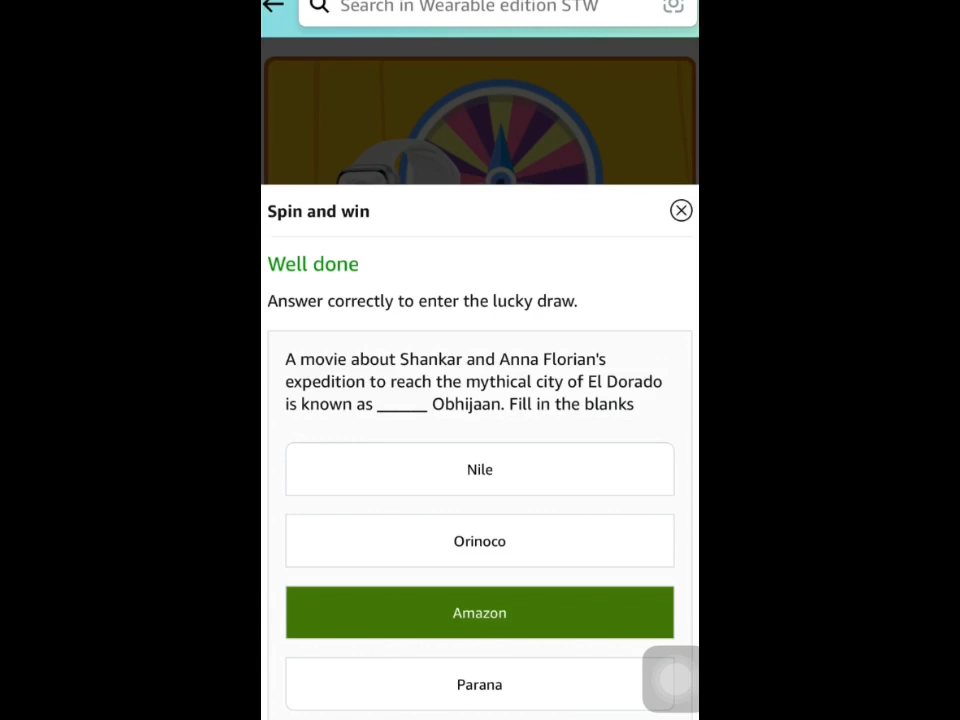 Search in Wearable edition STW
Spin and win
Well done
Answer correctly to enter the lucky draw.
A movie about Shankar and Anna Florian's
expedition to reach the mythical city of El Dorado
is known as ______ Obhijaan. Fill in the blanks
Nile
Orinoco
Amazon
Parana